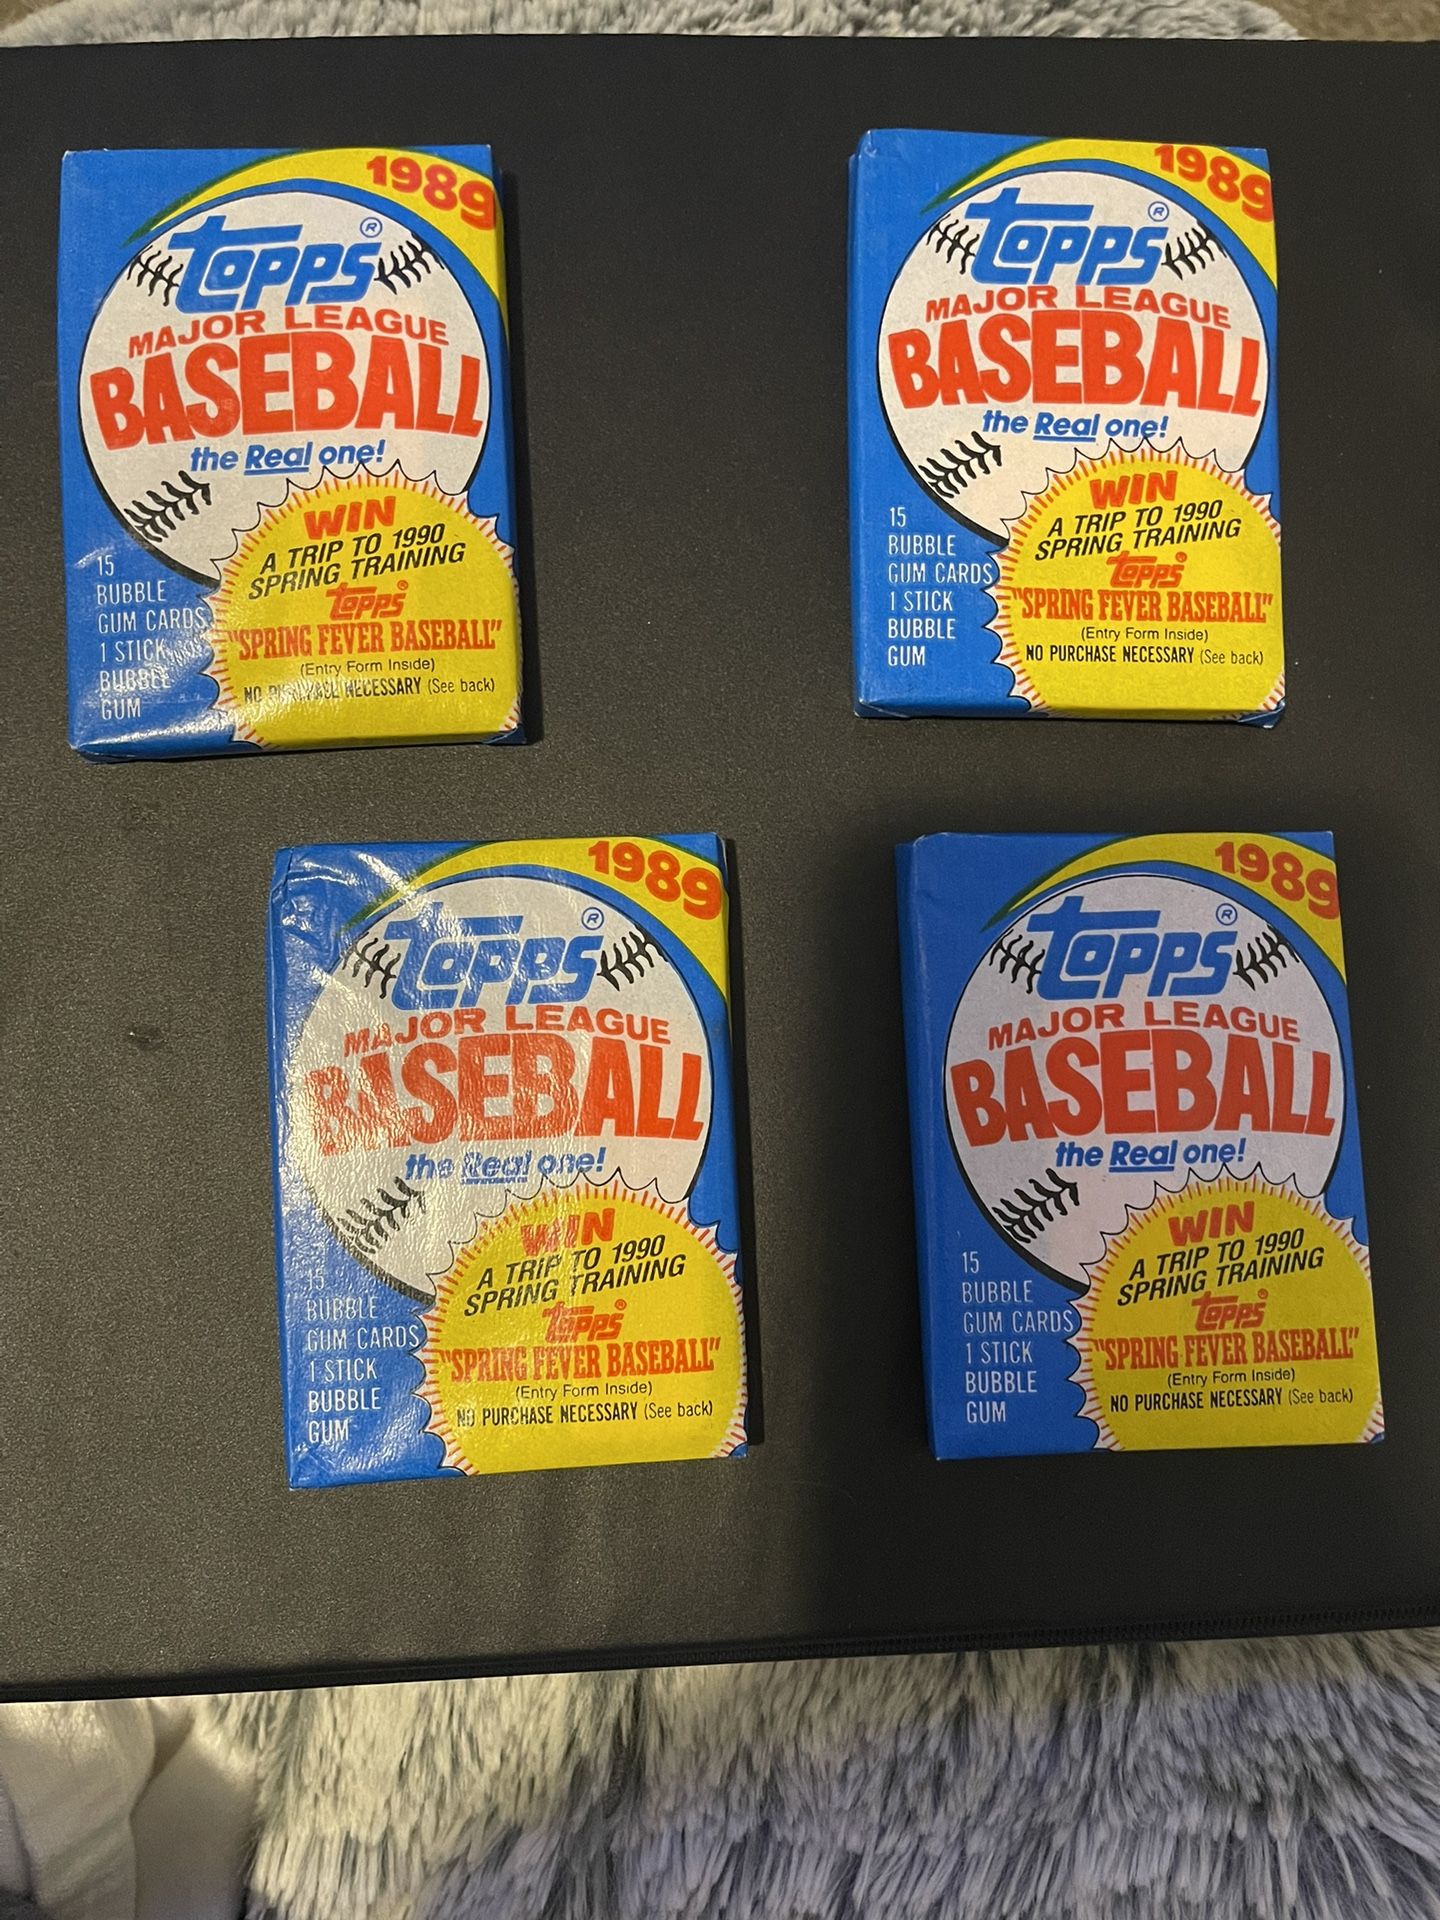 1989
Topps®
MAJOR LEAGUE
BASEBALL
the Real one!
WIN
A TRIP TO 1990
SPRING TRAINING
Topps®
"SPRING FEVER BASEBALL"
(Entry Form Inside)
NO PURCHASE NECESSARY (See back)
15
BUBBLE
GUM CARDS
1 STICK
BUBBLE
GUM
1989
Topps®
MAJOR LEAGUE
BASEBALL
the Real one!
WIN
A TRIP TO 1990
SPRING TRAINING
Topps®
"SPRING FEVER BASEBALL"
(Entry Form Inside)
NO PURCHASE NECESSARY (See back)
15
BUBBLE
GUM CARDS
1 STICK
BUBBLE
GUM
1989
Topps®
MAJOR LEAGUE
BASEBALL
the Real one!
WIN
A TRIP TO 1990
SPRING TRAINING
Topps®
"SPRING FEVER BASEBALL"
(Entry Form Inside)
NO PURCHASE NECESSARY (See back)
15
BUBBLE
GUM CARDS
1 STICK
BUBBLE
GUM
1989
Topps®
MAJOR LEAGUE
BASEBALL
the Real one!
WIN
A TRIP TO 1990
SPRING TRAINING
Topps®
"SPRING FEVER BASEBALL"
(Entry Form Inside)
NO PURCHASE NECESSARY (See back)
15
BUBBLE
GUM CARDS
1 STICK
BUBBLE
GUM